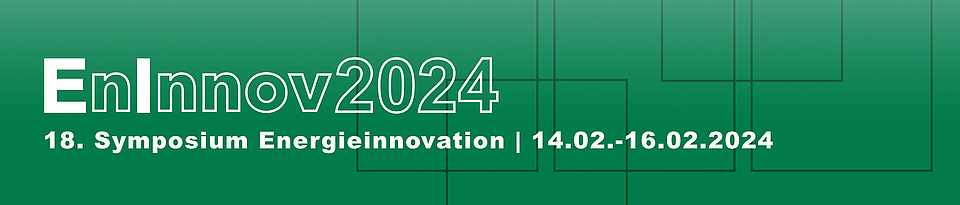 EnInnov2024
18. Symposium Energieinnovation | 14.02.-16.02.2024